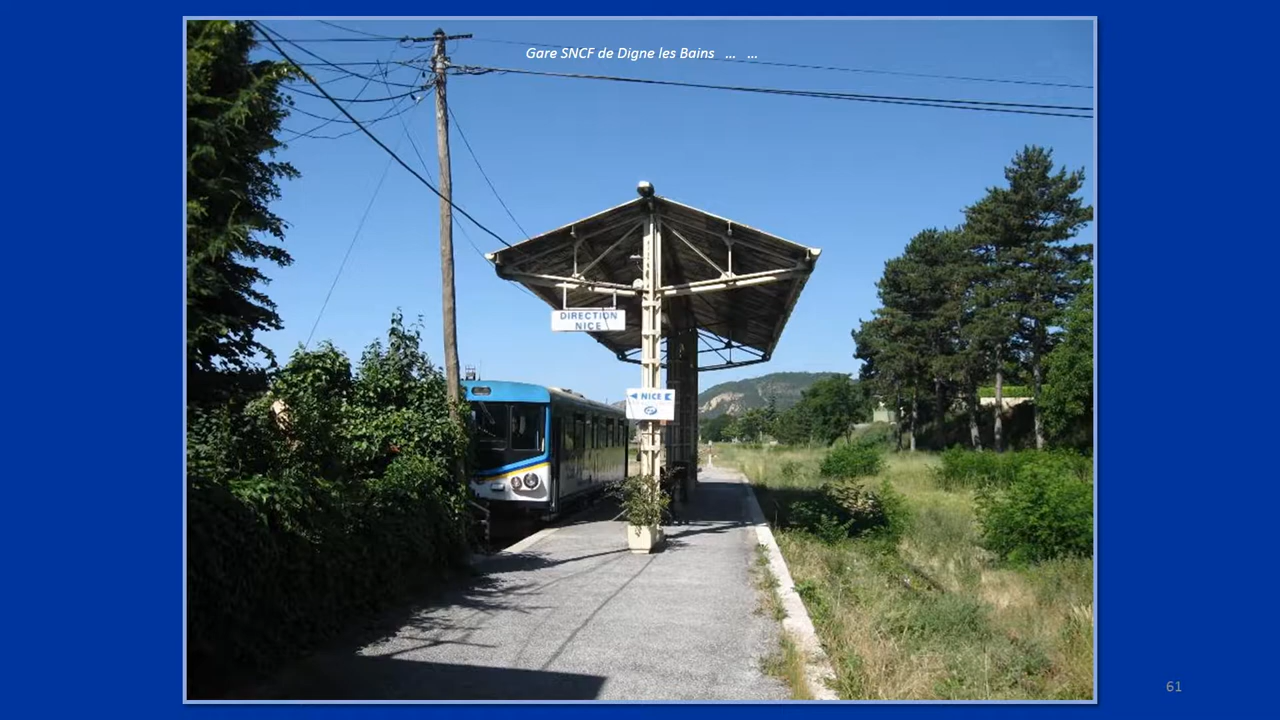 Gare SNCF de Digne les Bains ... ...
DIRECTION
NICE
NICE
61